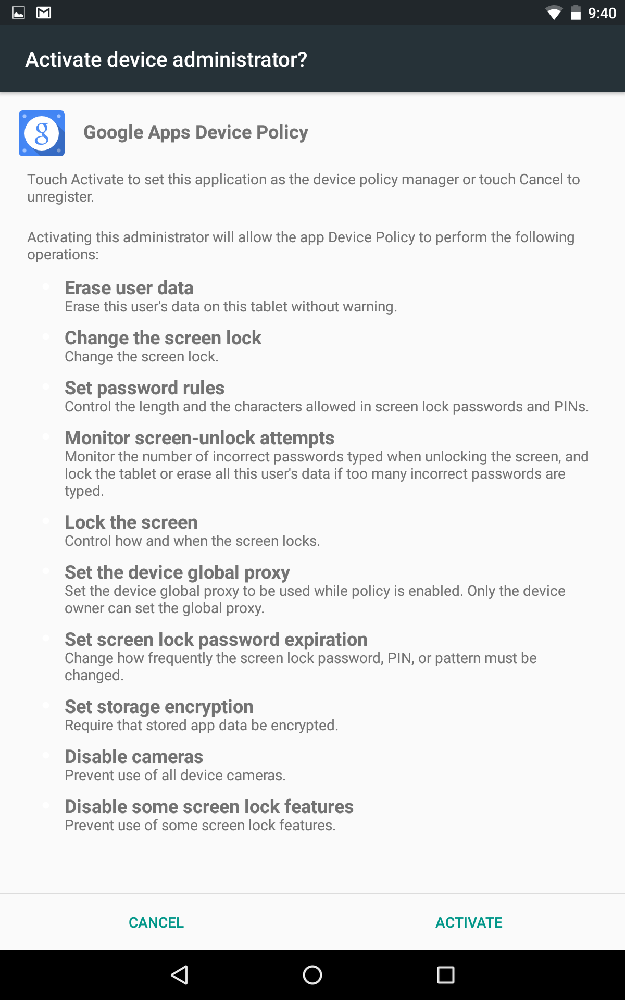 9:40
Activate device administrator?
g
Google Apps Device Policy
Touch Activate to set this application as the device policy manager or touch Cancel to
unregister.
Activating this administrator will allow the app Device Policy to perform the following
operations:
Erase user data
Erase this user's data on this tablet without warning.
Change the screen lock
Change the screen lock.
Set password rules
Control the length and the characters allowed in screen lock passwords and PINs.
Monitor screen-unlock attempts
Monitor the number of incorrect passwords typed when unlocking the screen, and
lock the tablet or erase all this user's data if too many incorrect passwords are
typed.
Lock the screen
Control how and when the screen locks.
Set the device global proxy
Set the device global proxy to be used while policy is enabled. Only the device
owner can set the global proxy.
Set screen lock password expiration
Change how frequently the screen lock password, PIN, or pattern must be
changed.
Set storage encryption
Require that stored app data be encrypted.
Disable cameras
Prevent use of all device cameras.
Disable some screen lock features
Prevent use of some screen lock features.
CANCEL
ACTIVATE